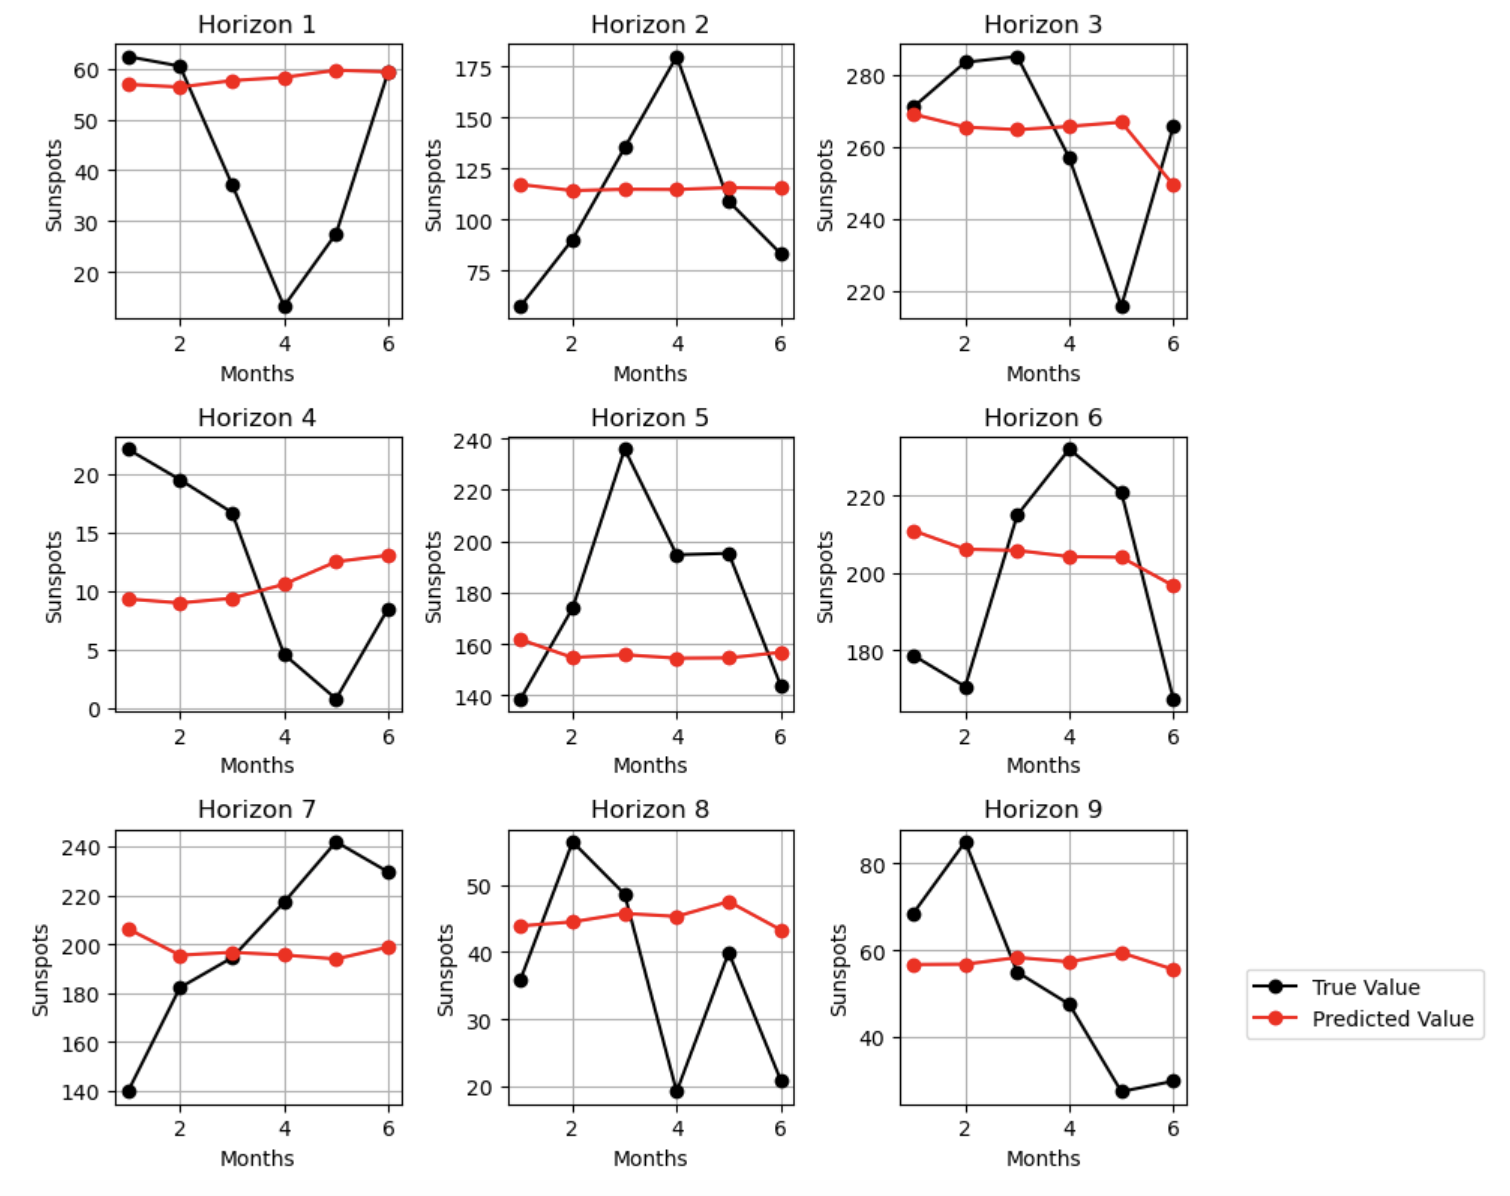 Horizon 1
Horizon 2
Horizon 3
60
50
40
30
20
Sunspots
2
4
6
Months
175
150
125
100
75
Sunspots
2
4
6
Months
280
260
240
220
Sunspots
2
4
6
Months
Horizon 4
Horizon 5
Horizon 6
20
15
10
5
0
Sunspots
2
4
6
Months
240
220
200
180
160
140
Sunspots
2
4
6
Months
220
200
180
Sunspots
2
4
6
Months
Horizon 7
Horizon 8
Horizon 9
240
220
200
180
160
140
Sunspots
2
4
6
Months
50
40
30
20
Sunspots
2
4
6
Months
80
60
40
Sunspots
2
4
6
Months
True Value
Predicted Value